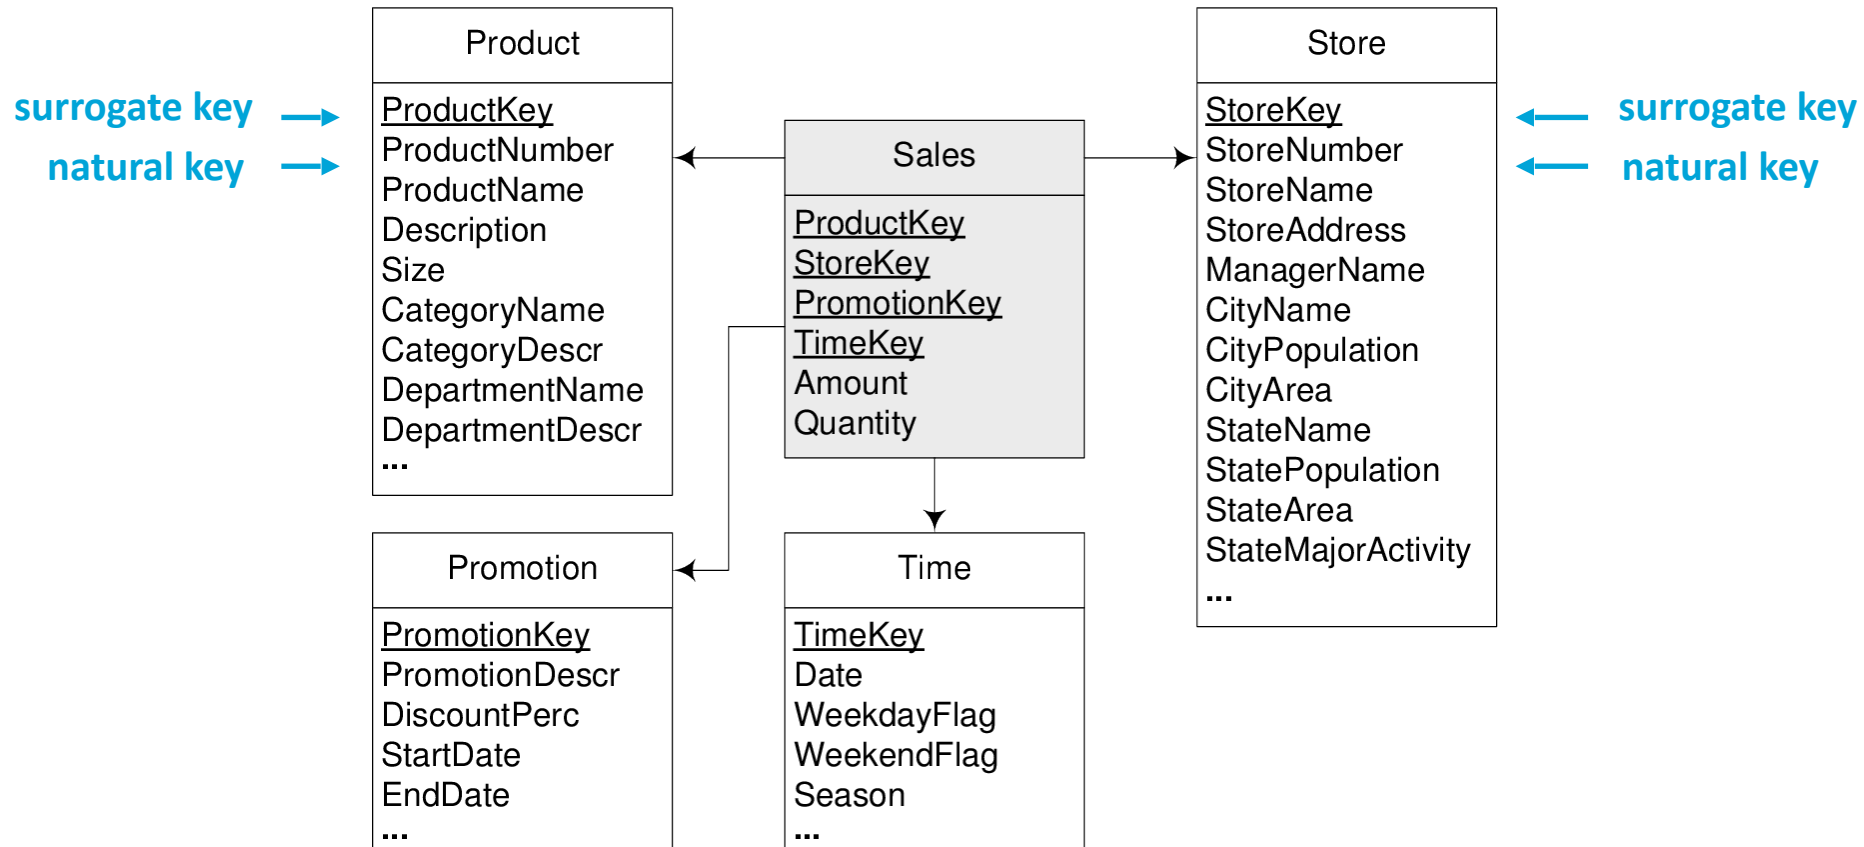 Product
surrogate key
natural key
ProductKey
ProductNumber
ProductName
Description
Size
CategoryName
CategoryDescr
DepartmentName
DepartmentDescr
...
Sales
ProductKey
StoreKey
PromotionKey
TimeKey
Amount
Quantity
Store
StoreKey
StoreNumber
StoreName
StoreAddress
ManagerName
CityName
CityPopulation
CityArea
StateName
StatePopulation
StateArea
StateMajorActivity
...
surrogate key
natural key
Promotion
PromotionKey
PromotionDescr
DiscountPerc
StartDate
EndDate
...
Time
TimeKey
Date
WeekdayFlag
WeekendFlag
Season
...